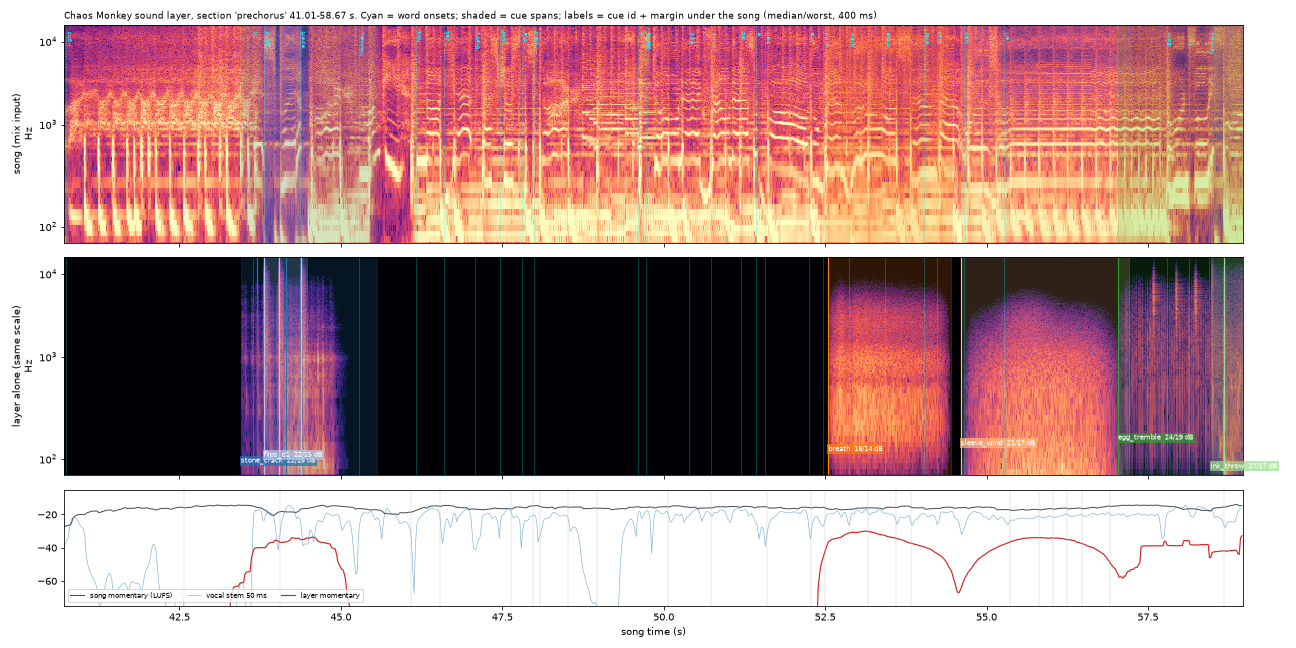 Chaos Monkey sound layer, section 'prechorus' 41.01-58.67 s. Cyan = word onsets; shaded = cue spans; labels = cue id + margin under the song (median/worst, 400 ms)
song (mix input)
Hz
10⁴
10³
10²
layer alone (same scale)
Hz
10⁴
10³
10²
flips_c1 22/15 dB
breath 18/14 dB
sleeve_wind 21/17 dB
egg_tremble 24/19 dB
ink_throw 27/17 dB
−20
−40
−60
song momentary (LUFS)
vocal stem 50 ms
layer momentary
42.5
45.0
47.5
50.0
52.5
55.0
57.5
song time (s)